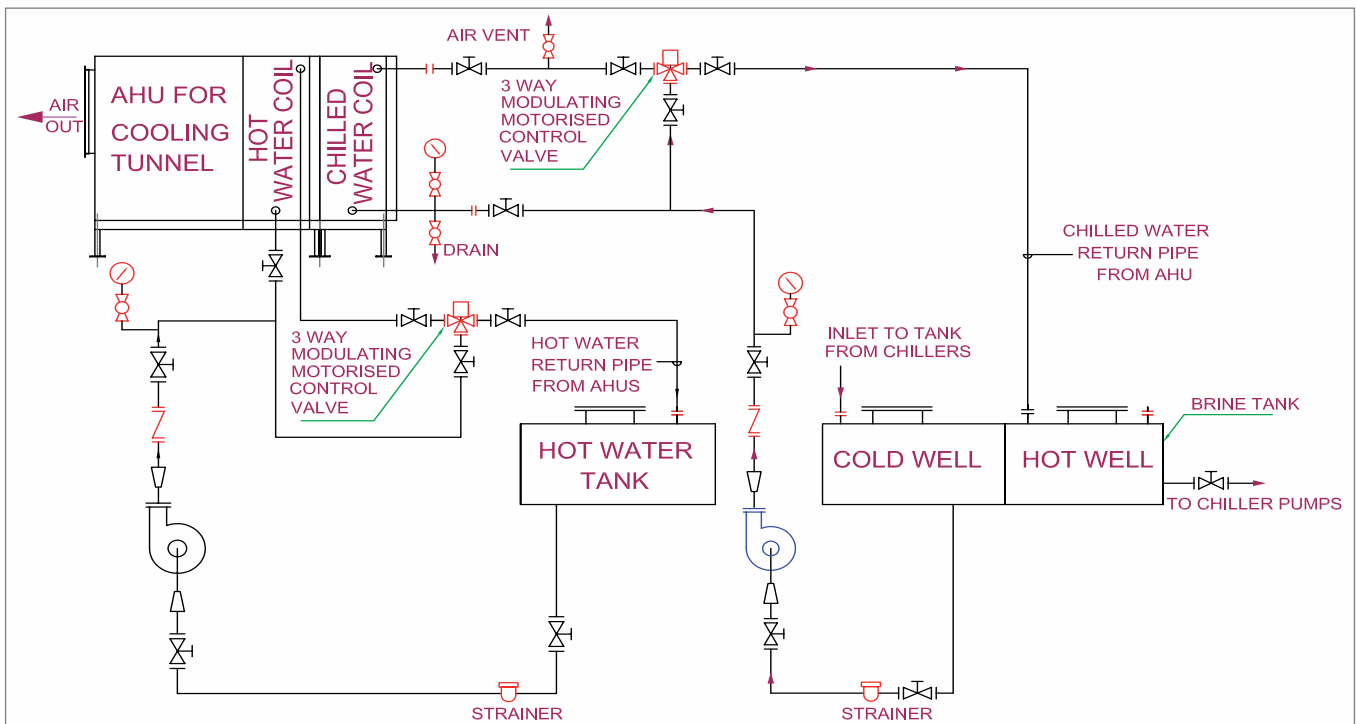 AIR VENT
AIR
OUT
AHU FOR
COOLING
TUNNEL
HOT
WATER COIL
CHILLED
WATER COIL
3 WAY
MODULATING
MOTORISED
CONTROL
VALVE
DRAIN
CHILLED WATER
RETURN PIPE
FROM AHU
3 WAY
MODULATING
MOTORISED
CONTROL
VALVE
HOT WATER
RETURN PIPE
FROM AHUS
INLET TO TANK
FROM CHILLERS
BRINE TANK
HOT WATER
TANK
COLD WELL
HOT WELL
TO CHILLER PUMPS
STRAINER
STRAINER